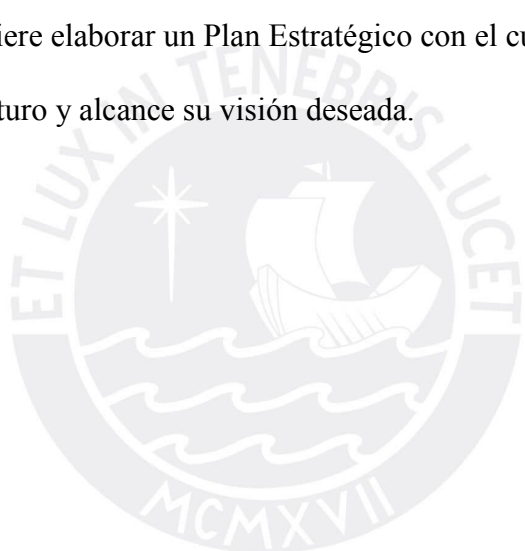 iere elaborar un Plan Estratégico con el cu
turo y alcance su visión deseada.
ET LUX IN TENEBRIS LUCET
MCMXVII